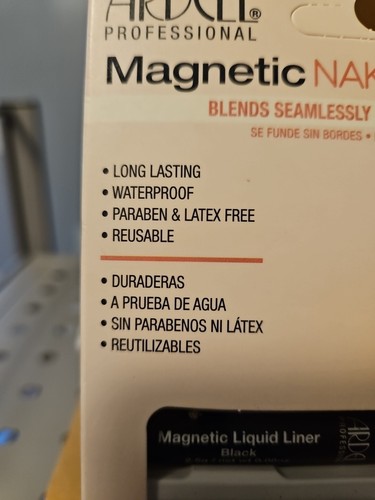 ARDELL®
PROFESSIONAL
Magnetic
BLENDS SEAMLESSLY
SE FUNDE SIN BORDES •
• LONG LASTING
• WATERPROOF
• PARABEN & LATEX FREE
• REUSABLE
• DURADERAS
• A PRUEBA DE AGUA
• SIN PARABENOS NI LÁTEX
• REUTILIZABLES
Magnetic Liquid Liner
Black